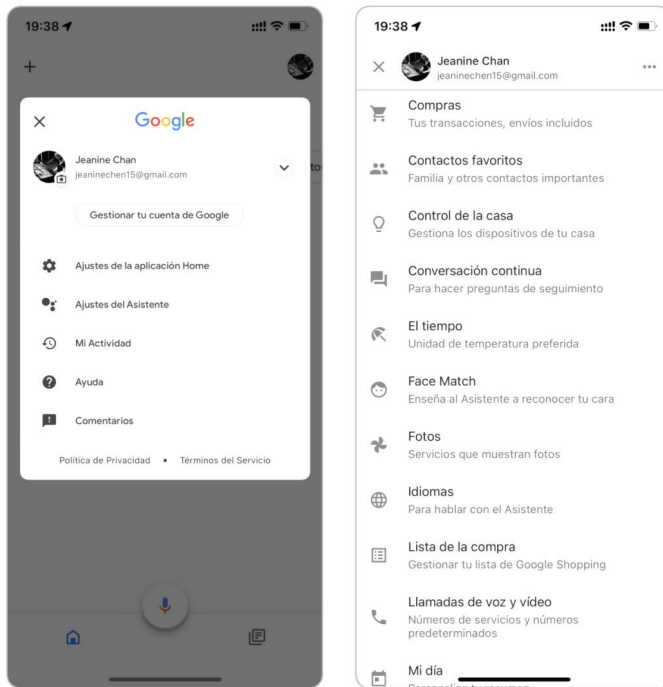 19:38
Google
Jeanine Chan
jeaninechen15@gmail.com
to
Gestionar tu cuenta de Google
Ajustes de la aplicación Home
Ajustes del Asistente
Mi Actividad
Ayuda
Comentarios
Política de Privacidad • Términos del Servicio
19:38
Jeanine Chan
jeaninechen15@gmail.com
Compras
Tus transacciones, envíos incluidos
Contactos favoritos
Familia y otros contactos importantes
Control de la casa
Gestiona los dispositivos de tu casa
Conversación continua
Para hacer preguntas de seguimiento
El tiempo
Unidad de temperatura preferida
Face Match
Enseña al Asistente a reconocer tu cara
Fotos
Servicios que muestran fotos
Idiomas
Para hablar con el Asistente
Lista de la compra
Gestionar tu lista de Google Shopping
Llamadas de voz y vídeo
Números de servicios y números
predeterminados
Mi día